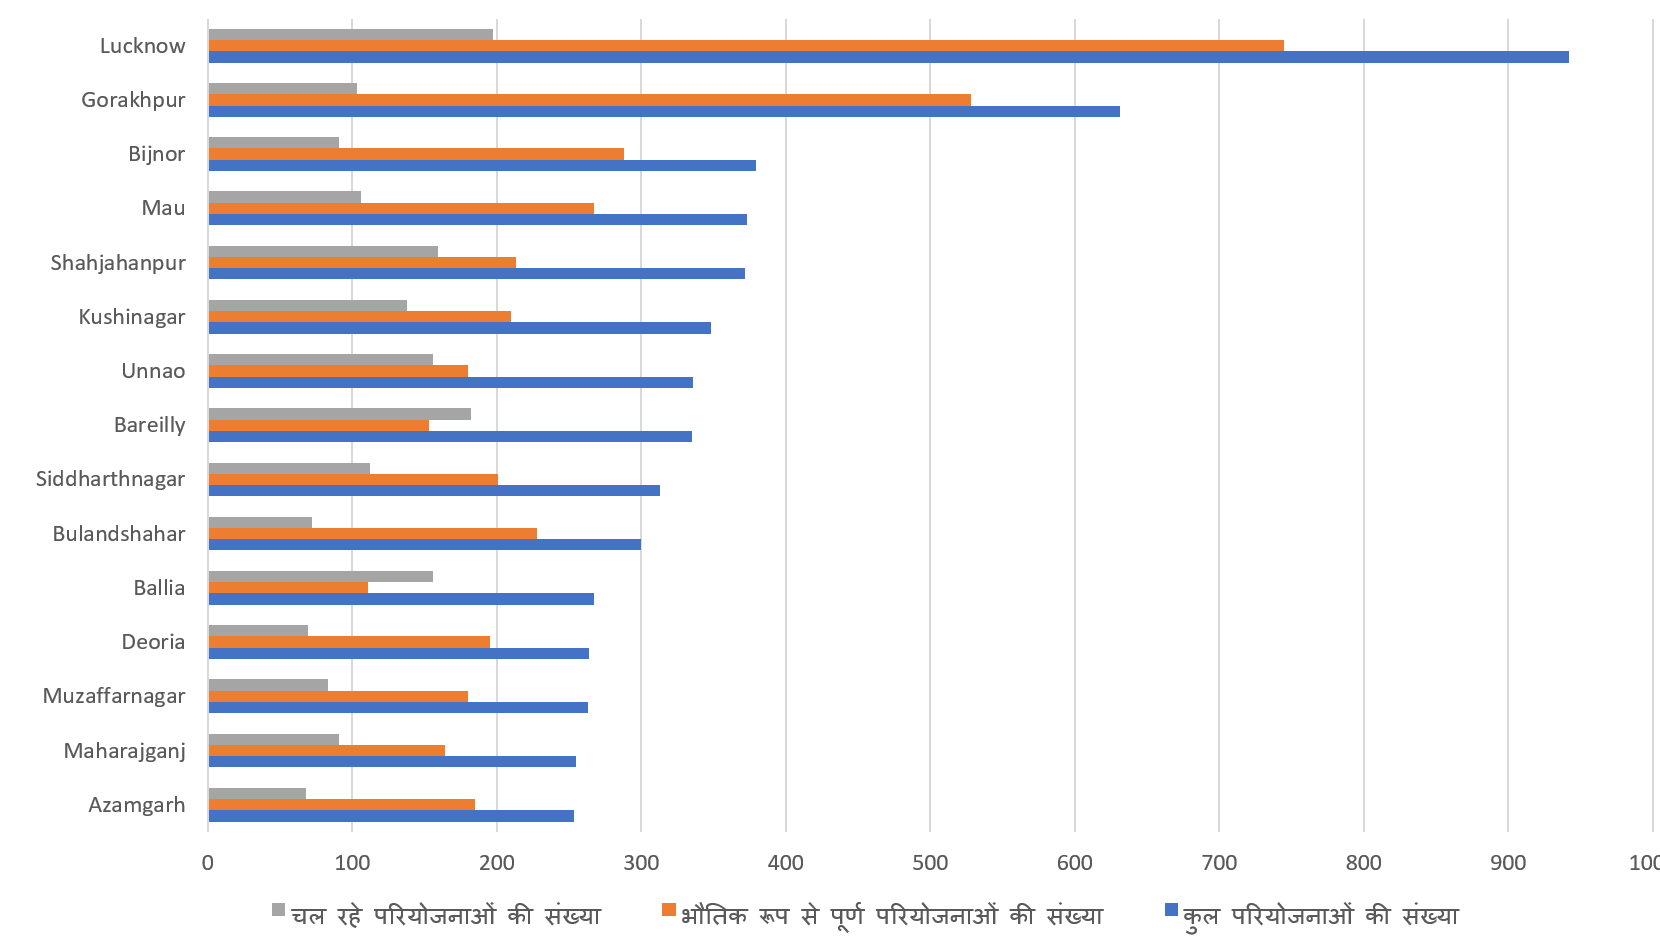 Lucknow
Gorakhpur
Bijnor
Mau
Shahjahanpur
Kushinagar
Unnao
Bareilly
Siddharthnagar
Bulandshahar
Ballia
Deoria
Muzaffarnagar
Maharajganj
Azamgarh
0 100 200 300 400 500 600 700 800 900 100
चल रहे परियोजनाओं की संख्या भौतिक रूप से पूर्ण परियोजनाओं की संख्या कुल परियोजनाओं की संख्या